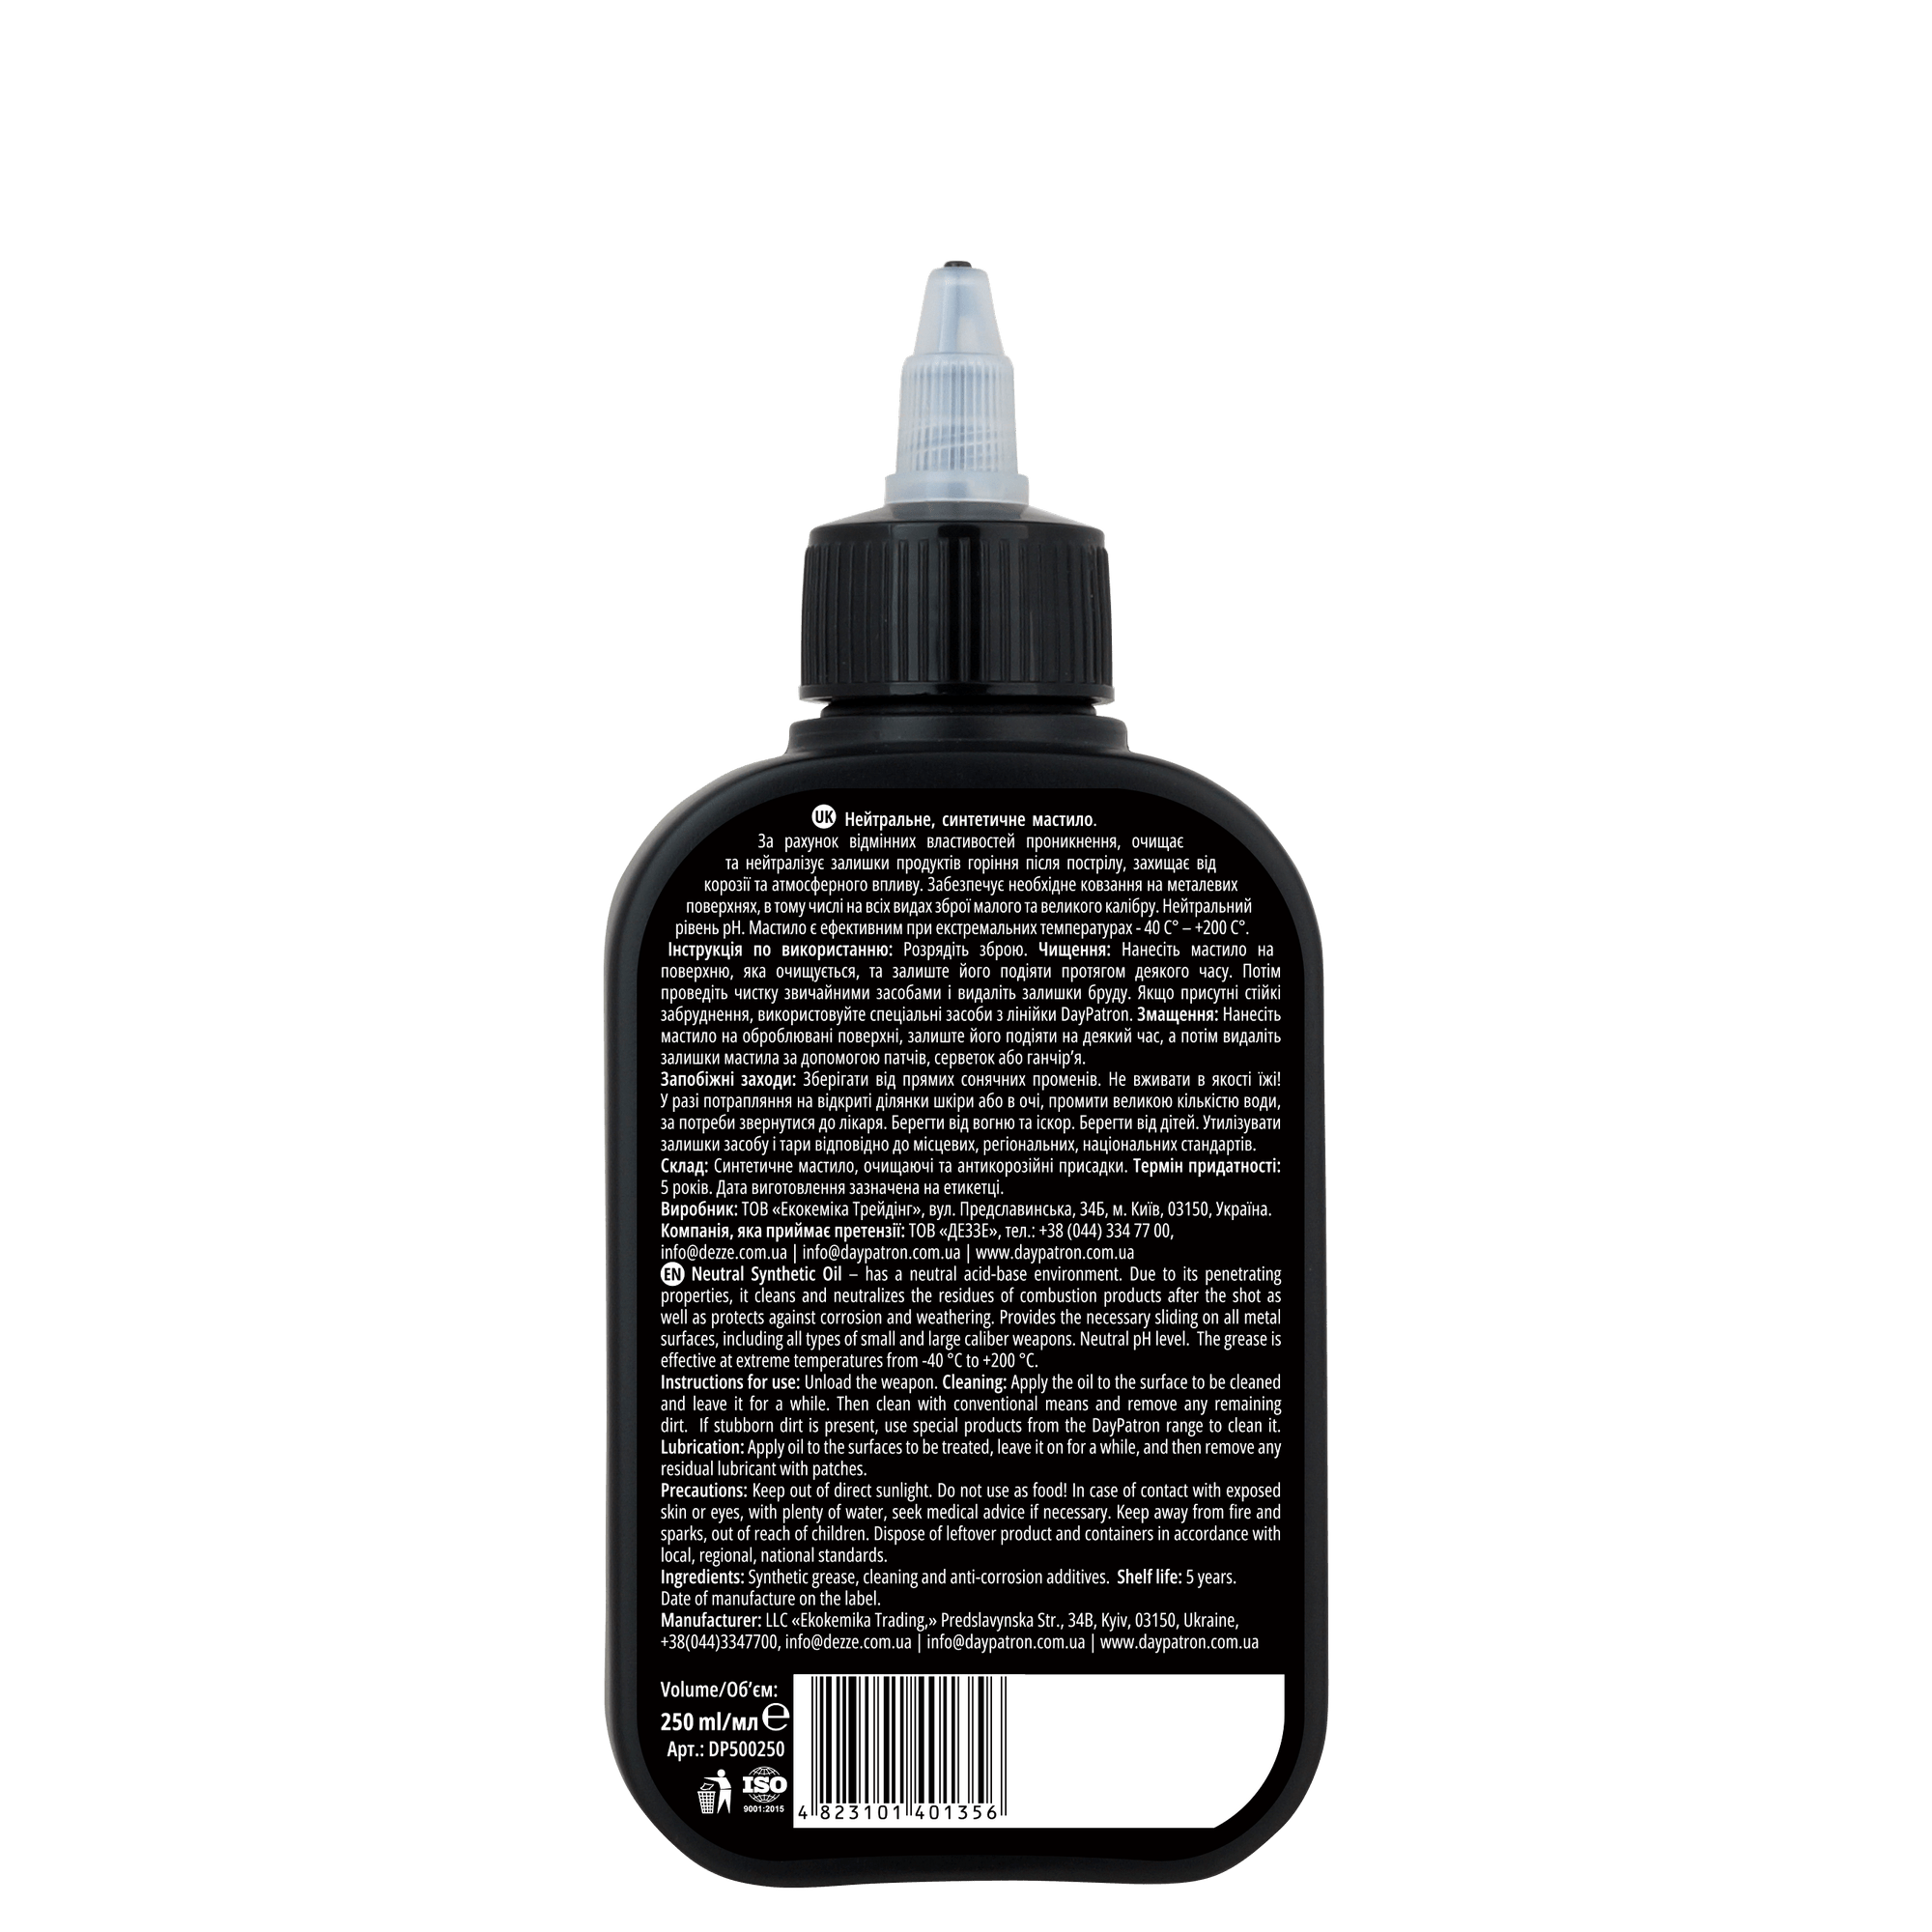 UK Нейтральне, синтетичне мастило.
За рахунок відмінних властивостей проникнення, очищає
та нейтралізує залишки продуктів горіння після пострілу, захищає від
корозії та атмосферного впливу. Забезпечує необхідне ковзання на металевих
поверхнях, в тому числі на всіх видах зброї малого та великого калібру. Нейтральний
рівень pH. Мастило є ефективним при екстремальних температурах - 40 C° – +200 C°.
Інструкція по використанню: Розрядіть зброю. Чищення: Нанесіть мастило на
поверхню, яка очищується, та залиште його подіяти протягом деякого часу. Потім
проведіть чистку звичайними засобами і видаліть залишки бруду. Якщо присутні стійкі
забруднення, використовуйте спеціальні засоби з лінійки DayPatron. Змащення: Нанесіть
мастило на оброблювані поверхні, залиште його подіяти на деякий час, а потім видаліть
залишки мастила за допомогою патчів, серветок або ганчір’я.
Запобіжні заходи: Зберігати від прямих сонячних променів. Не вживати в якості їжі!
У разі потрапляння на відкриті ділянки шкіри або в очі, промити великою кількістю води,
за потреби звернутися до лікаря. Берегти від вогню та іскор. Берегти від дітей. Утилізувати
залишки засобу і тари відповідно до місцевих, регіональних, національних стандартів.
Склад: Синтетичне мастило, очищаючі та антикорозійні присадки. Термін придатності:
5 років. Дата виготовлення зазначена на етикетці.
Виробник: ТОВ «Екокеміка Трейдінг», вул. Предславинська, 34Б, м. Київ, 03150, Україна.
Компанія, яка приймає претензії: ТОВ «ДЕЗЗЕ», тел.: +38 (044) 334 77 00,
info@dezze.com.ua | info@daypatron.com.ua | www.daypatron.com.ua
EN Neutral Synthetic Oil – has a neutral acid-base environment. Due to its penetrating
properties, it cleans and neutralizes the residues of combustion products after the shot as
well as protects against corrosion and weathering. Provides the necessary sliding on all metal
surfaces, including all types of small and large caliber weapons. Neutral pH level. The grease is
effective at extreme temperatures from -40 °C to +200 °C.
Instructions for use: Unload the weapon. Cleaning: Apply the oil to the surface to be cleaned
and leave it for a while. Then clean with conventional means and remove any remaining
dirt. If stubborn dirt is present, use special products from the DayPatron range to clean it.
Lubrication: Apply oil to the surfaces to be treated, leave it on for a while, and then remove any
residual lubricant with patches.
Precautions: Keep out of direct sunlight. Do not use as food! In case of contact with exposed
skin or eyes, with plenty of water, seek medical advice if necessary. Keep away from fire and
sparks, out of reach of children. Dispose of leftover product and containers in accordance with
local, regional, national standards.
Ingredients: Synthetic grease, cleaning and anti-corrosion additives. Shelf life: 5 years.
Date of manufacture on the label.
Manufacturer: LLC «Ekokemika Trading,» Predslavynska Str., 34B, Kyiv, 03150, Ukraine,
+38(044)3347700, info@dezze.com.ua | info@daypatron.com.ua | www.daypatron.com.ua
Volume/Об’єм:
250 ml/мл ℮
Арт.: DP500250
ISO
9001:2015
4 823101 401356